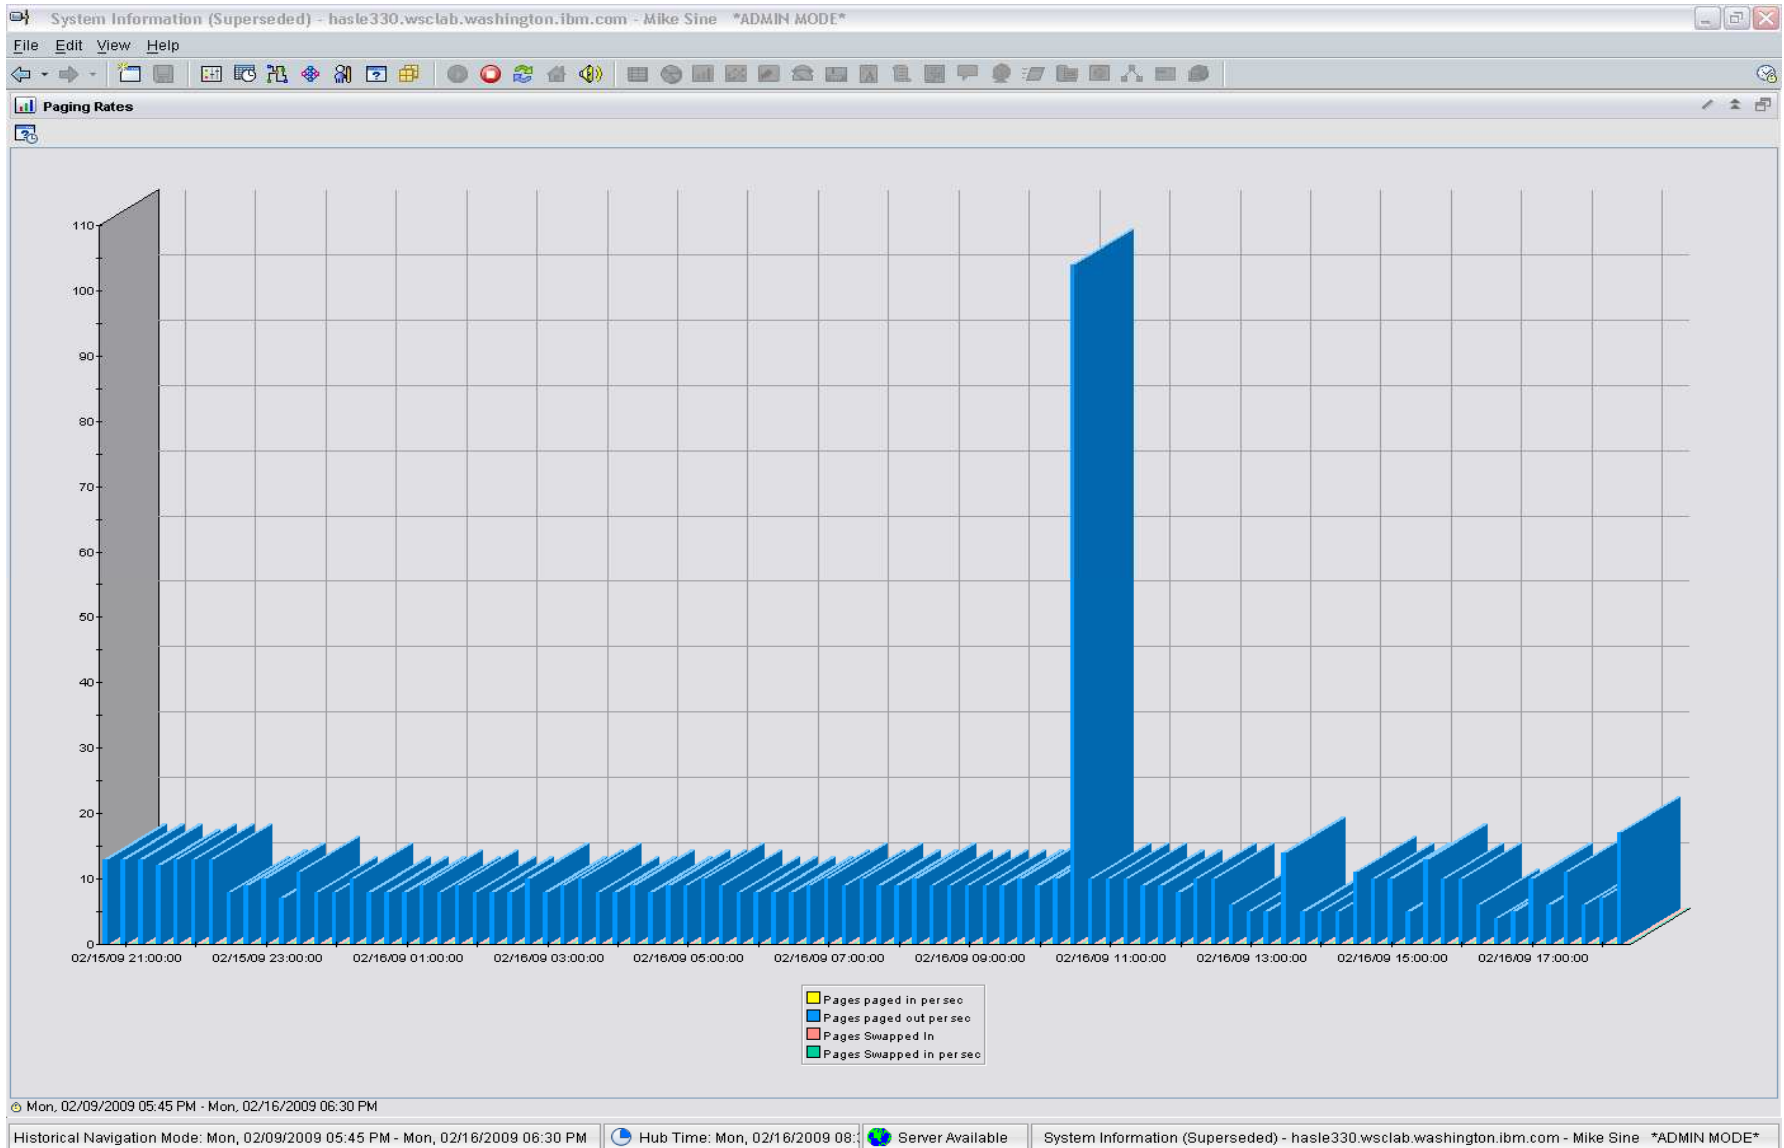 System Information (Superseded) - hasle330.wsclab.washington.ibm.com - Mike Sine *ADMIN MODE*
File Edit View Help
Paging Rates
110
100
90
80
70
60
50
40
30
20
10
0
02/15/09 21:00:00 02/15/09 23:00:00 02/16/09 01:00:00 02/16/09 03:00:00 02/16/09 05:00:00 02/16/09 07:00:00 02/16/09 09:00:00 02/16/09 11:00:00 02/16/09 13:00:00 02/16/09 15:00:00 02/16/09 17:00:00
Pages paged in per sec
Pages paged out per sec
Pages Swapped In
Pages Swapped in per sec
Mon, 02/09/2009 05:45 PM - Mon, 02/16/2009 06:30 PM
Historical Navigation Mode: Mon, 02/09/2009 05:45 PM - Mon, 02/16/2009 06:30 PM Hub Time: Mon, 02/16/2009 08: Server Available System Information (Superseded) - hasle330.wsclab.washington.ibm.com - Mike Sine *ADMIN MODE*